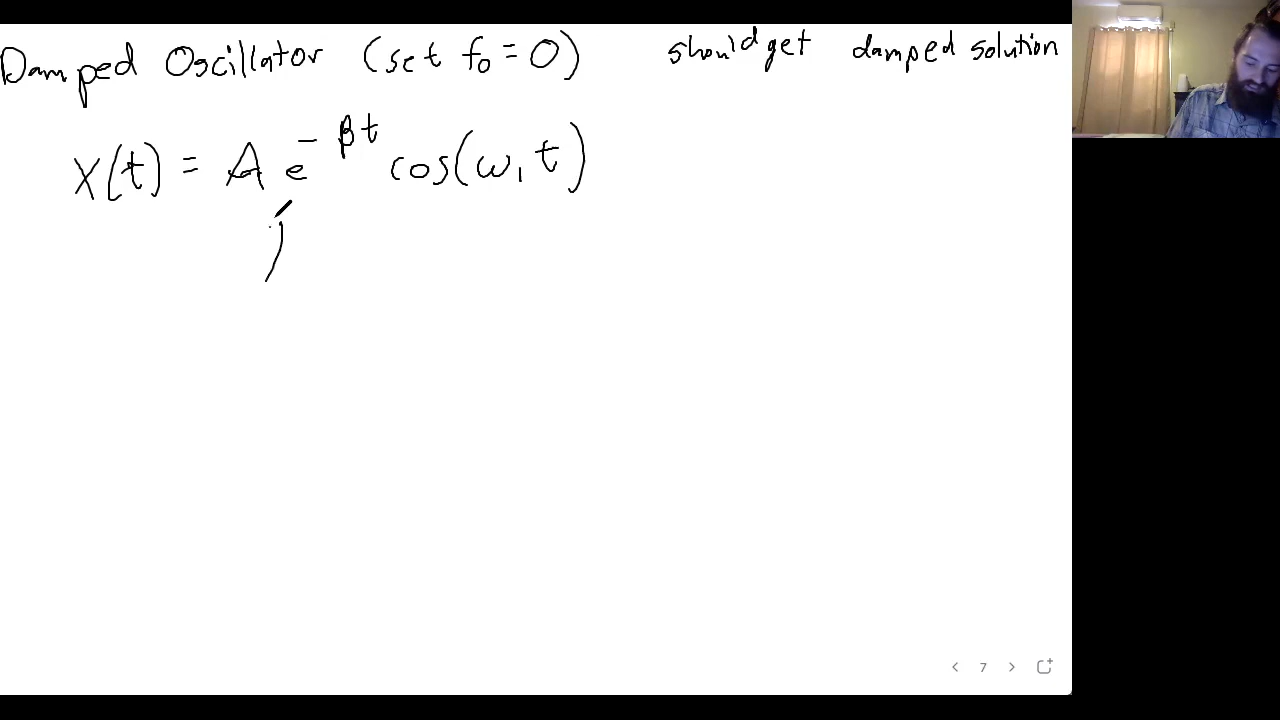 Damped Oscillator (set f₀ = 0) should get damped solution
x(t) = A e^{-βt} cos(ω₁t)
7